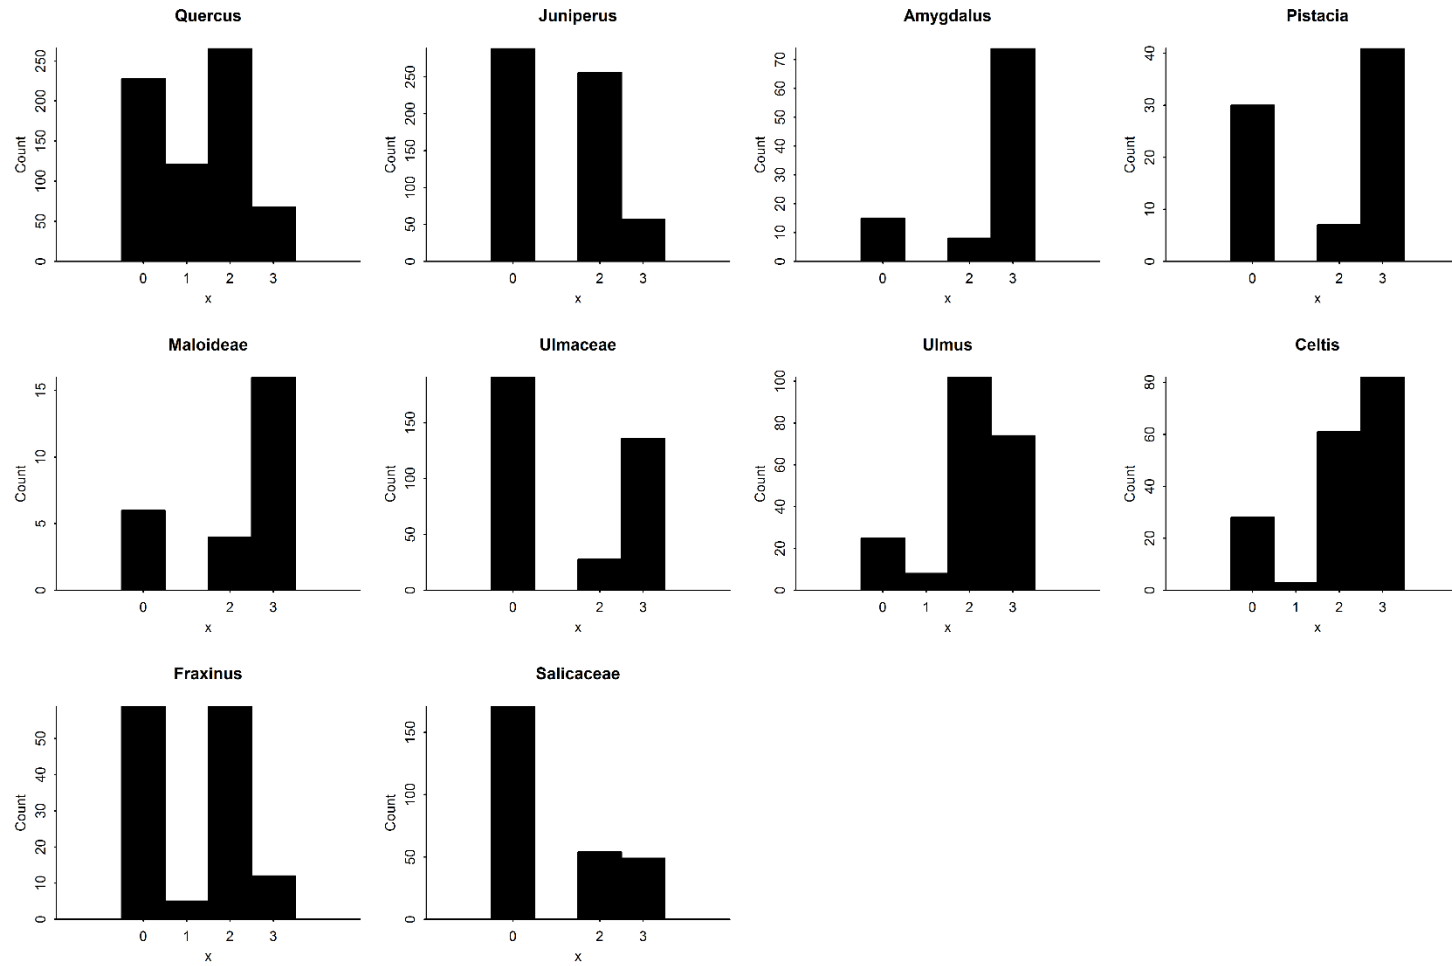 Quercus
Count
0
50
100
150
200
250
0 1 2 3
x
Juniperus
Count
0
50
100
150
200
250
0 2 3
x
Amygdalus
Count
0
10
20
30
40
50
60
70
0 2 3
x
Pistacia
Count
0
10
20
30
40
0 2 3
x
Maloideae
Count
0
5
10
15
0 2 3
x
Ulmaceae
Count
0
50
100
150
0 2 3
x
Ulmus
Count
0
20
40
60
80
100
0 1 2 3
x
Celtis
Count
0
20
40
60
80
0 1 2 3
x
Fraxinus
Count
0
10
20
30
40
50
0 1 2 3
x
Salicaceae
Count
0
50
100
150
0 2 3
x